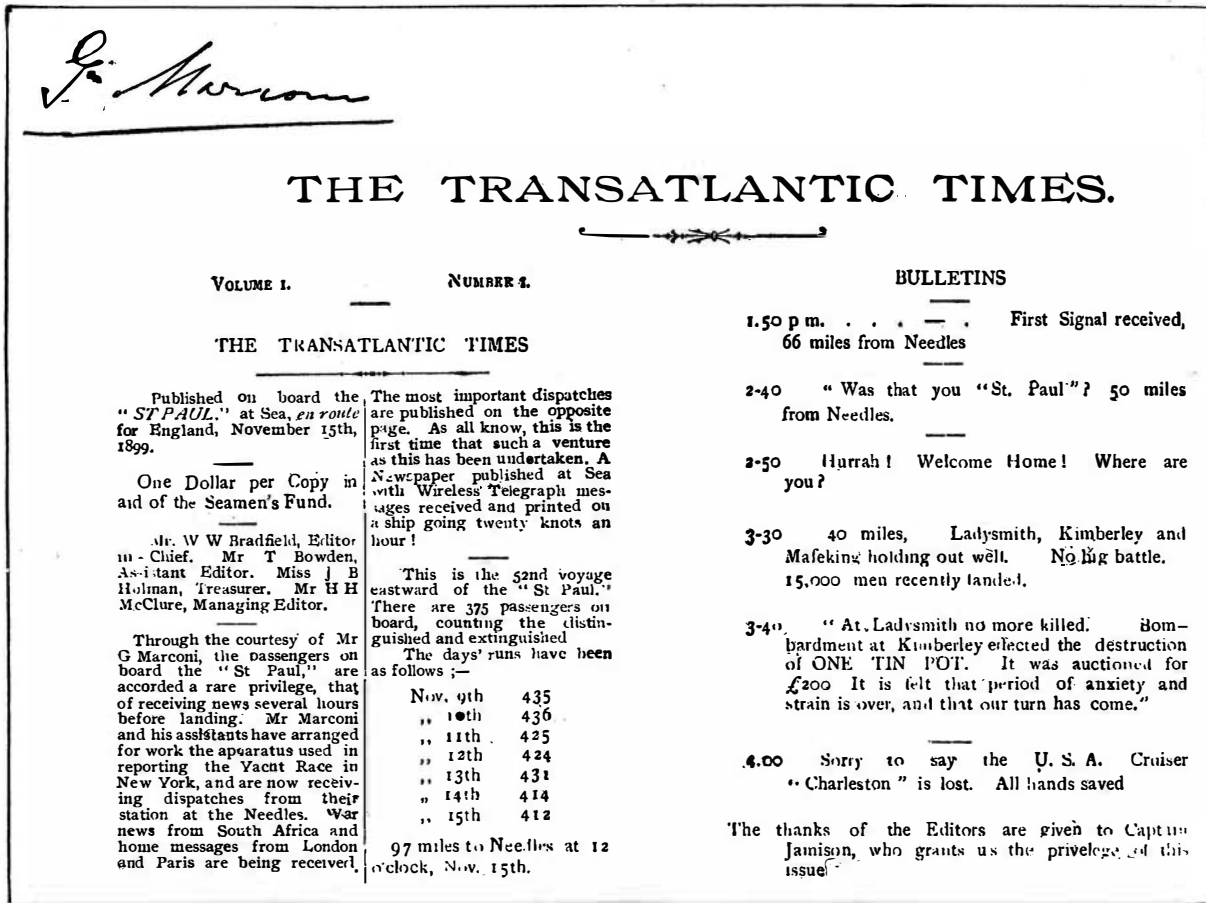 G. Marconi
THE TRANSATLANTIC TIMES.
VOLUME I.
NUMBER 1.
THE TRANSATLANTIC TIMES
Published on board the
" ST PAUL." at Sea, en route
for England, November 15th,
1899.
One Dollar per Copy in
aid of the Seamen's Fund.
Mr. W W Bradfield, Editor
in - Chief. Mr T Bowden,
Assistant Editor. Miss J B
Holman, Treasurer. Mr H H
McClure, Managing Editor.
Through the courtesy of Mr
G Marconi, the passengers on
board the "St Paul," are
accorded a rare privilege, that
of receiving news several hours
before landing. Mr Marconi
and his assistants have arranged
for work the apparatus used in
reporting the Yacht Race in
New York, and are now receiv-
ing dispatches from their
station at the Needles. War
news from South Africa and
home messages from London
and Paris are being received.
The most important dispatches
are published on the opposite
page. As all know, this is the
first time that such a venture
as this has been undertaken. A
Newspaper published at Sea
with Wireless Telegraph mes-
sages received and printed on
a ship going twenty knots an
hour !
This is the 52nd voyage
eastward of the "St Paul."
There are 375 passengers on
board, counting the distin-
guished and extinguished
The days' runs have been
as follows ;—
Nov. 9th 435
,, 10th 436
,, 11th 425
,, 12th 424
,, 13th 431
,, 14th 414
,, 15th 412
97 miles to Needles at 12
o'clock, Nov. 15th.
BULLETINS
1.50 p m. . . . — . First Signal received,
66 miles from Needles
2-40 " Was that you "St. Paul"? 50 miles
from Needles.
2-50 Hurrah ! Welcome Home ! Where are
you ?
3-30 40 miles, Ladysmith, Kimberley and
Mafeking holding out well. No big battle.
15,000 men recently landed.
3-40 " At Ladysmith no more killed. Bom-
bardment at Kimberley effected the destruction
of ONE TIN POT. It was auctioned for
£200 It is felt that period of anxiety and
strain is over, and that our turn has come."
4.00 Sorry to say the U. S. A. Cruiser
" Charleston " is lost. All hands saved
The thanks of the Editors are given to Captain
Jamison, who grants us the privelege of this
issue